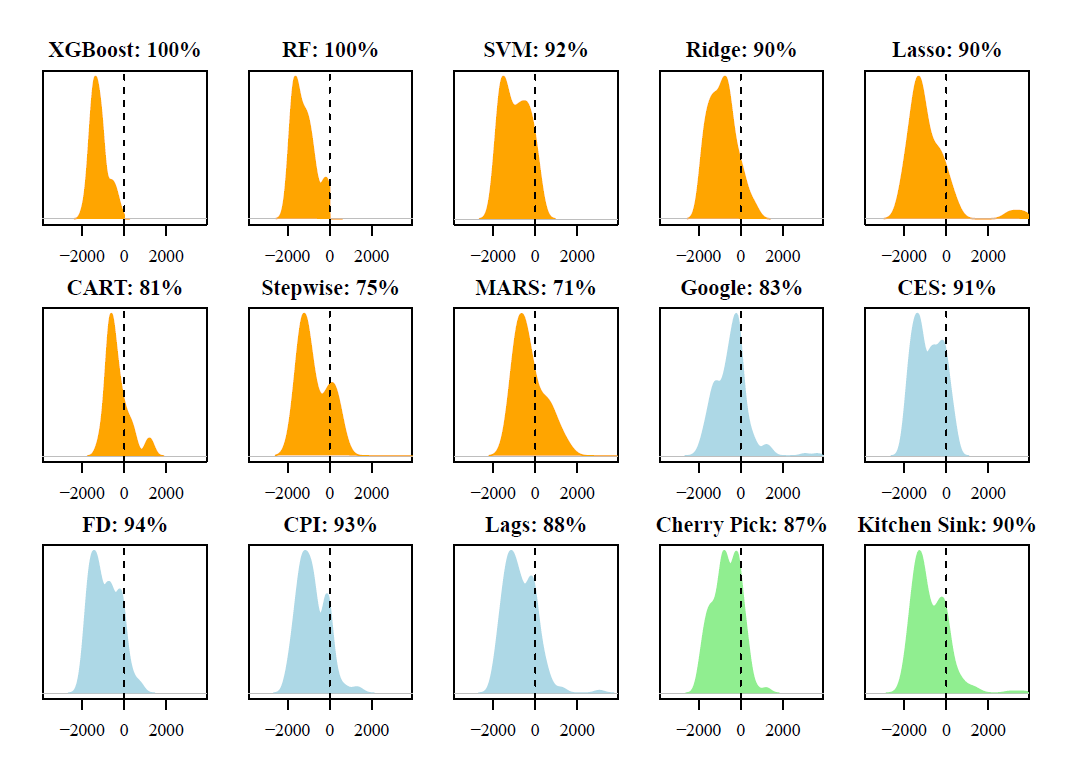 XGBoost: 100% RF: 100% SVM: 92% Ridge: 90% Lasso: 90%
−2000 0 2000 −2000 0 2000 −2000 0 2000 −2000 0 2000 −2000 0 2000
CART: 81% Stepwise: 75% MARS: 71% Google: 83% CES: 91%
−2000 0 2000 −2000 0 2000 −2000 0 2000 −2000 0 2000 −2000 0 2000
FD: 94% CPI: 93% Lags: 88% Cherry Pick: 87% Kitchen Sink: 90%
−2000 0 2000 −2000 0 2000 −2000 0 2000 −2000 0 2000 −2000 0 2000